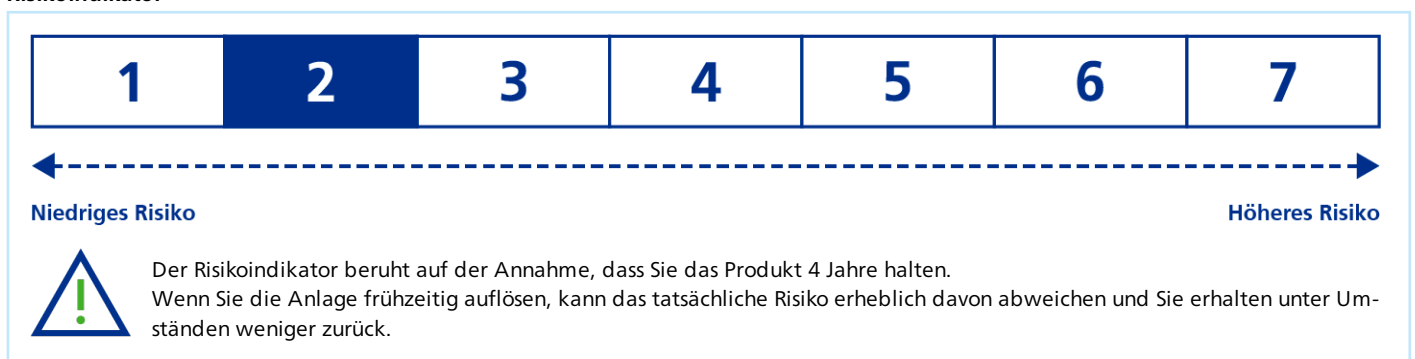 Risikoindikator
1 2 3 4 5 6 7
Niedriges Risiko Höheres Risiko
Der Risikoindikator beruht auf der Annahme, dass Sie das Produkt 4 Jahre halten.
Wenn Sie die Anlage frühzeitig auflösen, kann das tatsächliche Risiko erheblich davon abweichen und Sie erhalten unter Um-
ständen weniger zurück.